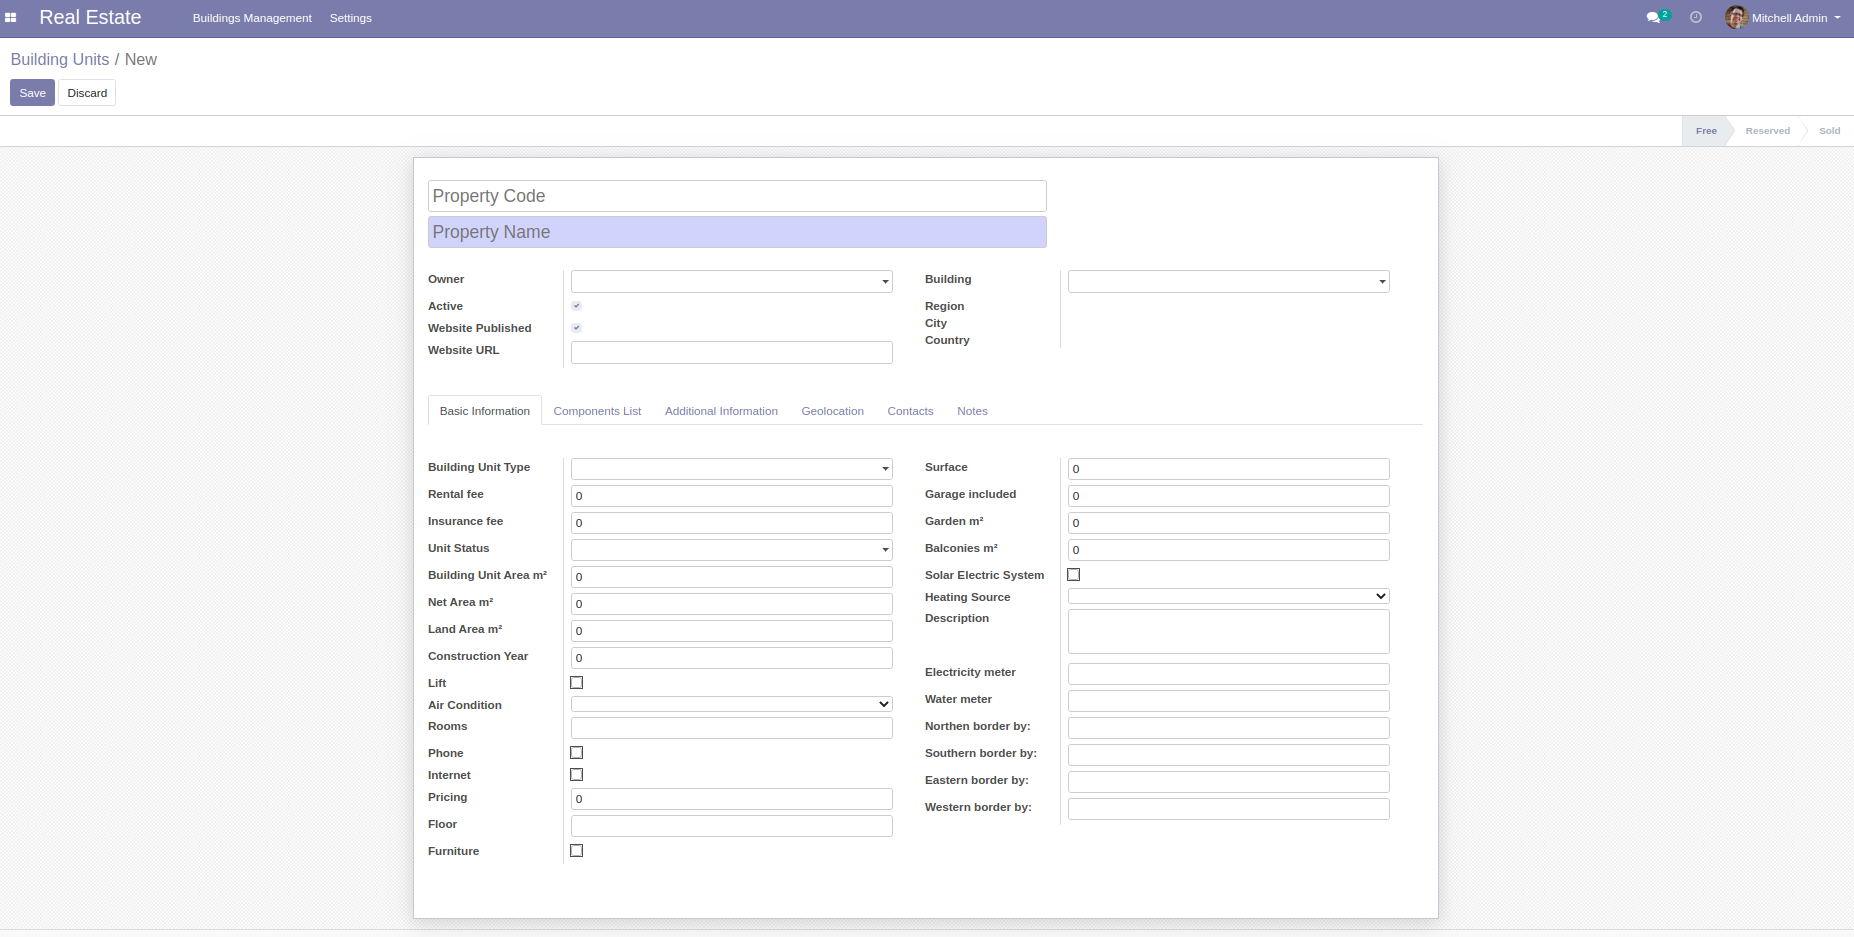 Real Estate Buildings Management Settings 2 Mitchell Admin
Building Units / New
Save Discard
Free Reserved Sold
Property Code
Property Name
Owner
Active
Website Published
Website URL
Building
Region
City
Country
Basic Information Components List Additional Information Geolocation Contacts Notes
Building Unit Type
Rental fee 0
Insurance fee 0
Unit Status
Building Unit Area m² 0
Net Area m² 0
Land Area m² 0
Construction Year 0
Lift
Air Condition
Rooms
Phone
Internet
Pricing 0
Floor
Furniture
Surface 0
Garage included 0
Garden m² 0
Balconies m² 0
Solar Electric System
Heating Source
Description
Electricity meter
Water meter
Northen border by:
Southern border by:
Eastern border by:
Western border by: